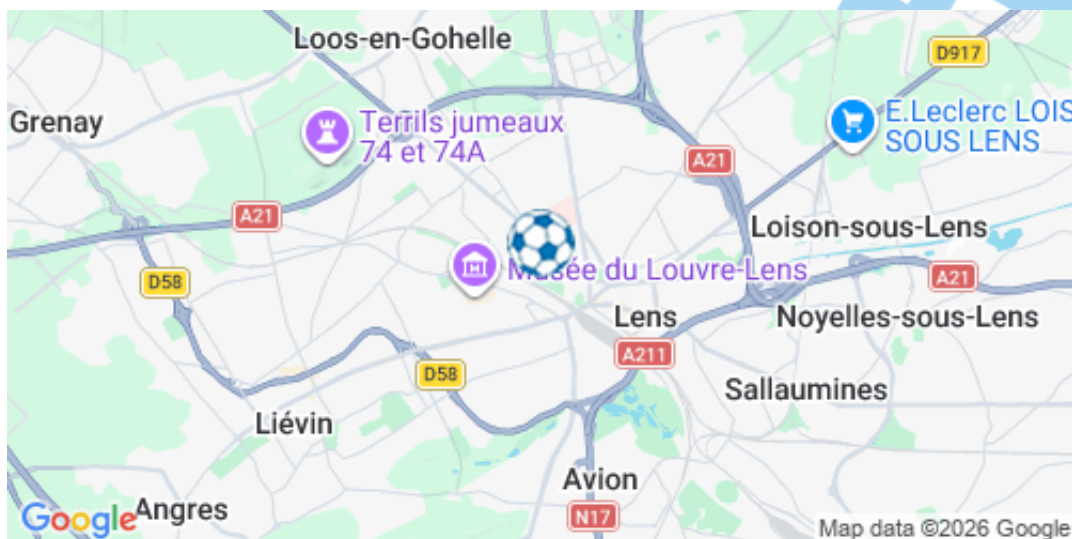 Loos-en-Gohelle
D917
Grenay
Terrils jumeaux
74 et 74A
E.Leclerc LOIS
SOUS LENS
A21
A21
Loison-sous-Lens
Musée du Louvre-Lens
D58
A21
Lens
Noyelles-sous-Lens
A211
D58
Sallaumines
Liévin
Avion
Angres
N17
Google
Map data ©2026 Google